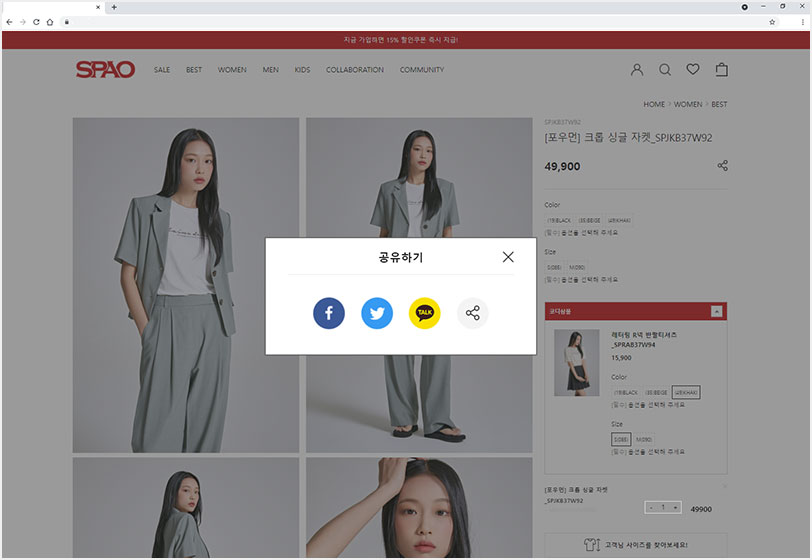 지금 가입하면 15% 할인쿠폰 즉시 지급!
SPAO SALE BEST WOMEN MEN KIDS COLLABORATION COMMUNITY
HOME > WOMEN > BEST
SPJKB37W92
[포우먼] 크롭 싱글 자켓_SPJKB37W92
49,900
Color
(19)BLACK (35)BEIGE (49)KHAKI
[필수] 옵션을 선택해 주세요
Size
S(085) M(090)
[필수] 옵션을 선택해 주세요
공유하기
TALK
코디상품
레터링 R넥 반팔티셔츠
_SPRAB37W94
15,900
Color
(19)BLACK (35)BEIGE (49)KHAKI
[필수] 옵션을 선택해 주세요
Size
S(085) M(090)
[필수] 옵션을 선택해 주세요
[포우먼] 크롭 싱글 자켓
_SPJKB37W92
- 1 + 49900
고객님 사이즈를 찾아보세요!